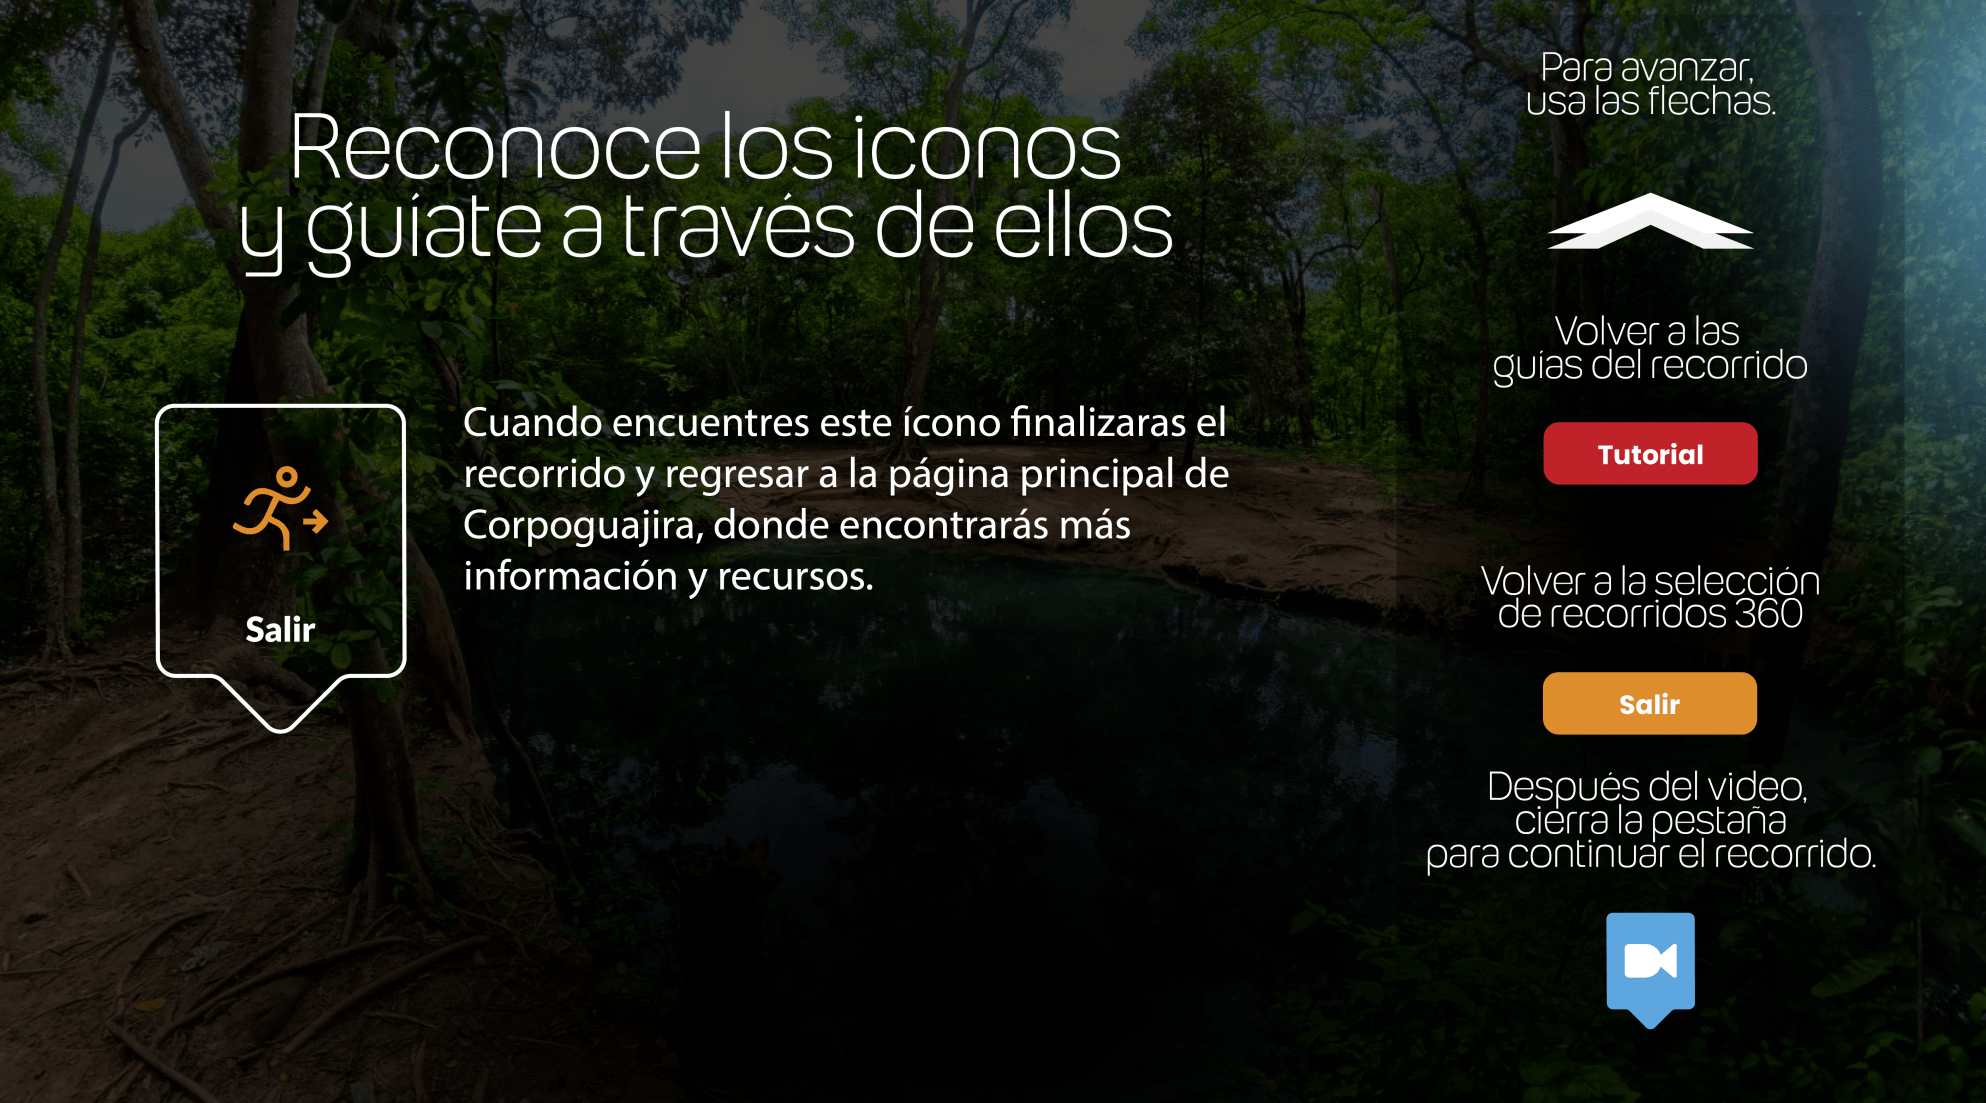 Reconoce los iconos
y guíate a través de ellos
Salir
Cuando encuentres este ícono finalizaras el
recorrido y regresar a la página principal de
Corpoguajira, donde encontrarás más
información y recursos.
Para avanzar,
usa las flechas.
Volver a las
guías del recorrido
Tutorial
Volver a la selección
de recorridos 360
Salir
Después del video,
cierra la pestaña
para continuar el recorrido.